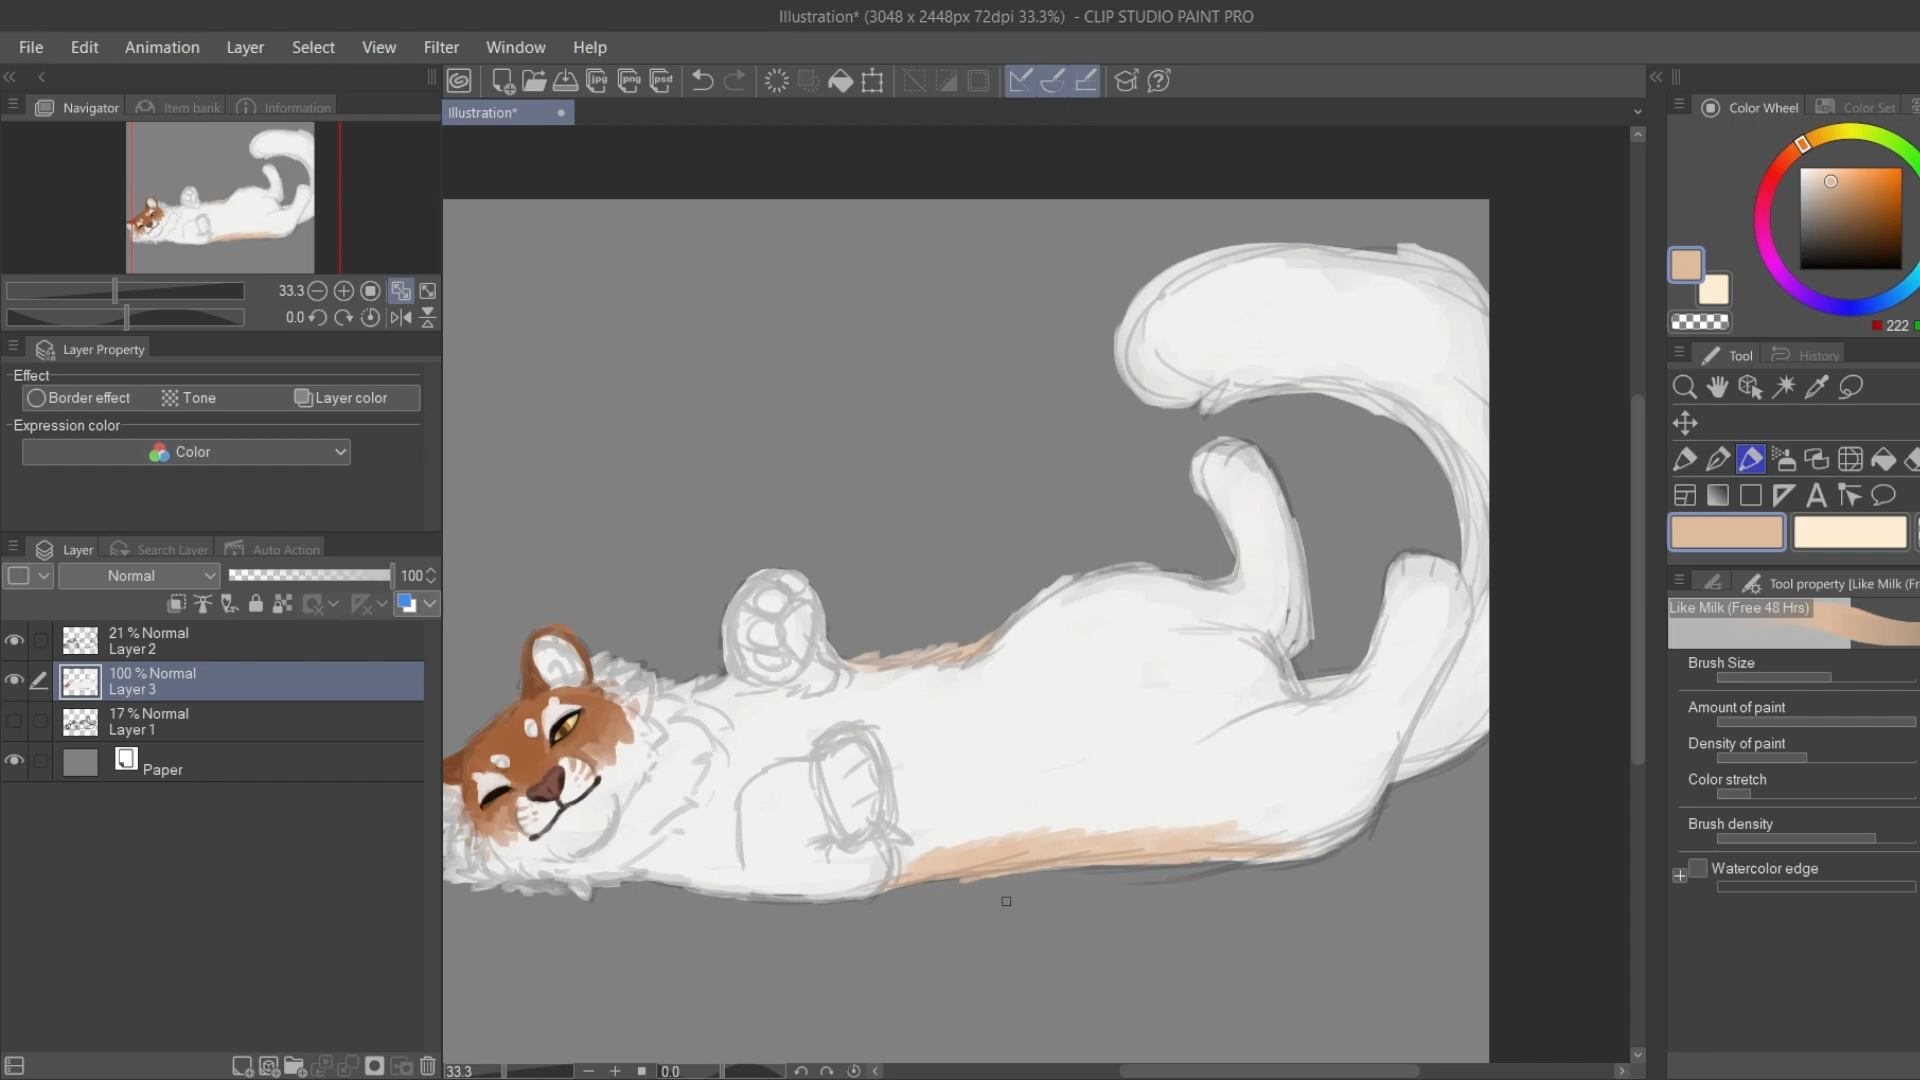 Illustration* (3048 x 2448px 72dpi 33.3%) - CLIP STUDIO PAINT PRO
File Edit Animation Layer Select View Filter Window Help
jpg png psd
Navigator Item bank Information
Illustration*
Color Wheel Color Set
33.3
0.0
222
Layer Property
Tool History
Effect
Border effect Tone Layer color
Expression color
Color
Layer Search Layer Auto Action
Normal 100
Tool property [Like Milk (Fr
Like Milk (Free 48 Hrs)
21 % Normal
Layer 2
100 % Normal
Layer 3
17 % Normal
Layer 1
Paper
Brush Size
Amount of paint
Density of paint
Color stretch
Brush density
Watercolor edge
33.3 0.0